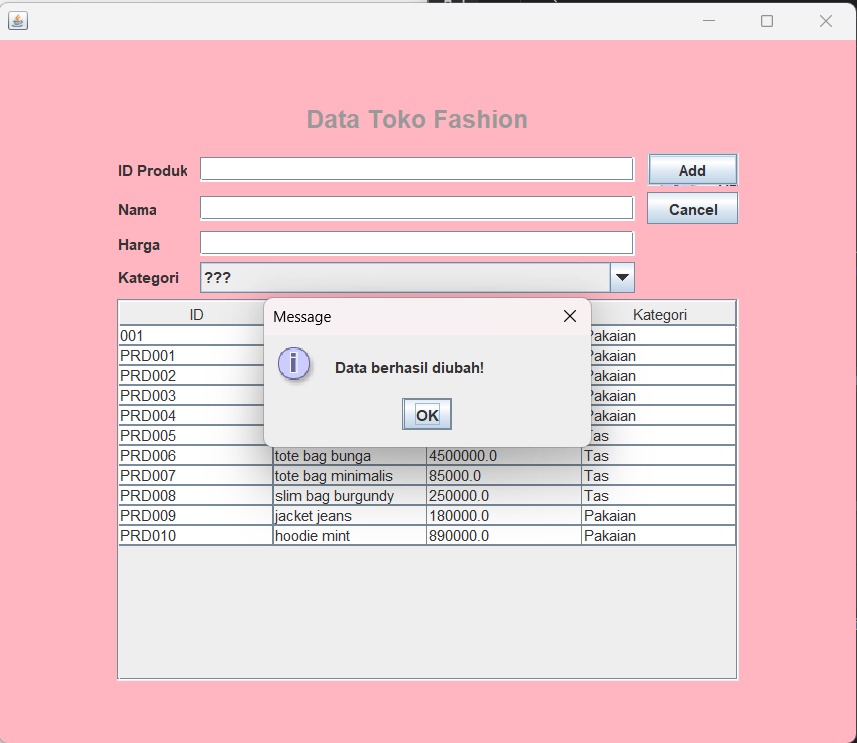 Data Toko Fashion
ID Produk
Add
Nama
Cancel
Harga
Kategori
???
ID
Kategori
Message
Data berhasil diubah!
OK
001
Pakaian
PRD001
Pakaian
PRD002
Pakaian
PRD003
Pakaian
PRD004
Pakaian
PRD005
Tas
PRD006 tote bag bunga 4500000.0 Tas
PRD007 tote bag minimalis 85000.0 Tas
PRD008 slim bag burgundy 250000.0 Tas
PRD009 jacket jeans 180000.0 Pakaian
PRD010 hoodie mint 890000.0 Pakaian